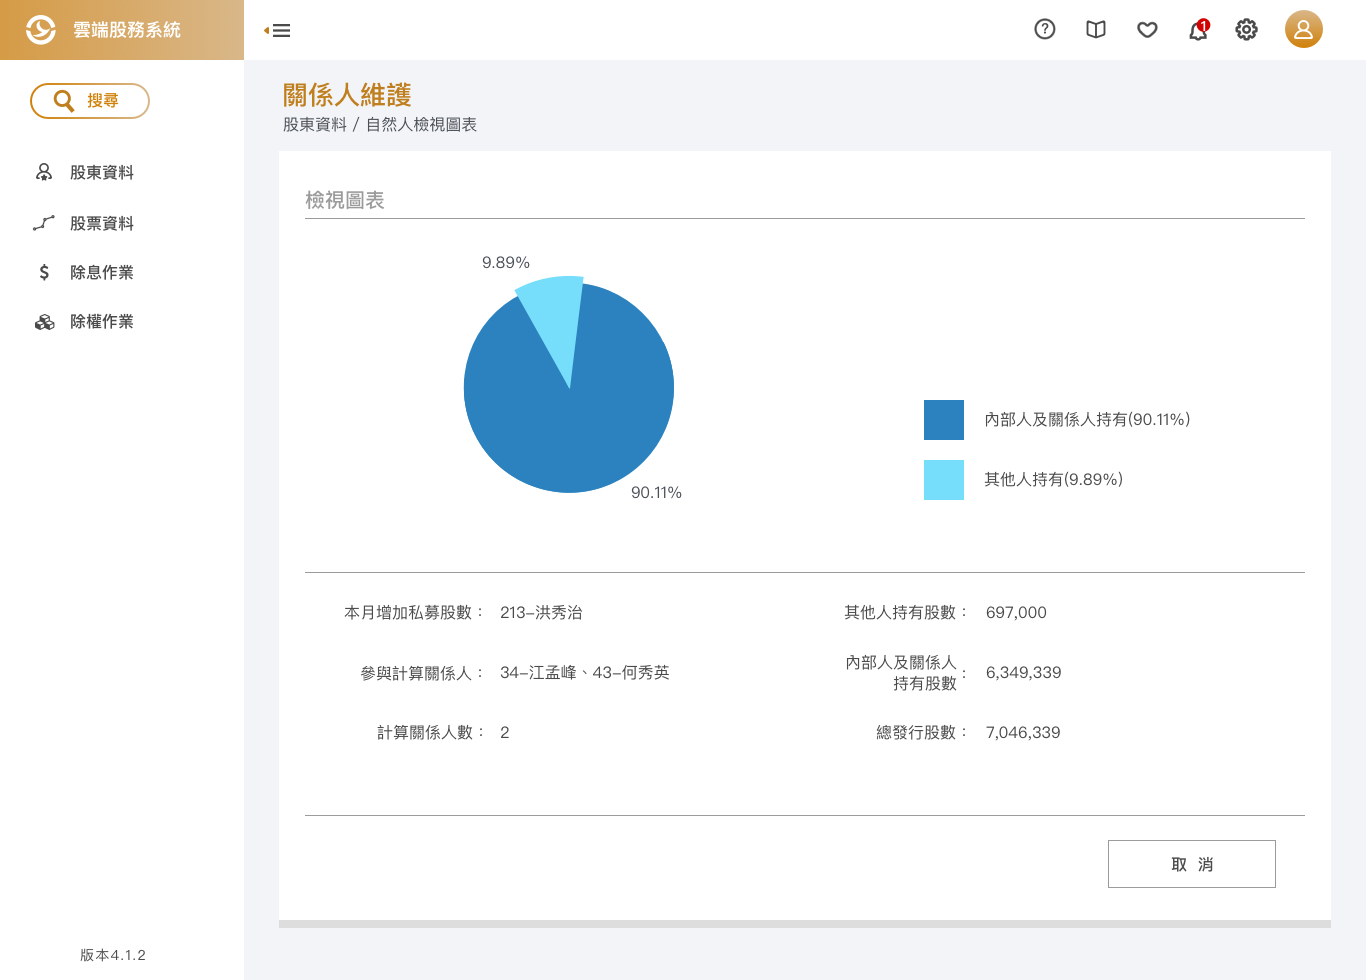 雲端股務系統
1
搜尋
股東資料
股票資料
除息作業
除權作業
版本4.1.2
關係人維護
股東資料 / 自然人檢視圖表
檢視圖表
9.89%
90.11%
內部人及關係人持有(90.11%)
其他人持有(9.89%)
本月增加私募股數： 213–洪秀治
其他人持有股數： 697,000
參與計算關係人： 34–江孟峰、43–何秀英
內部人及關係人
持有股數： 6,349,339
計算關係人數： 2
總發行股數： 7,046,339
取 消